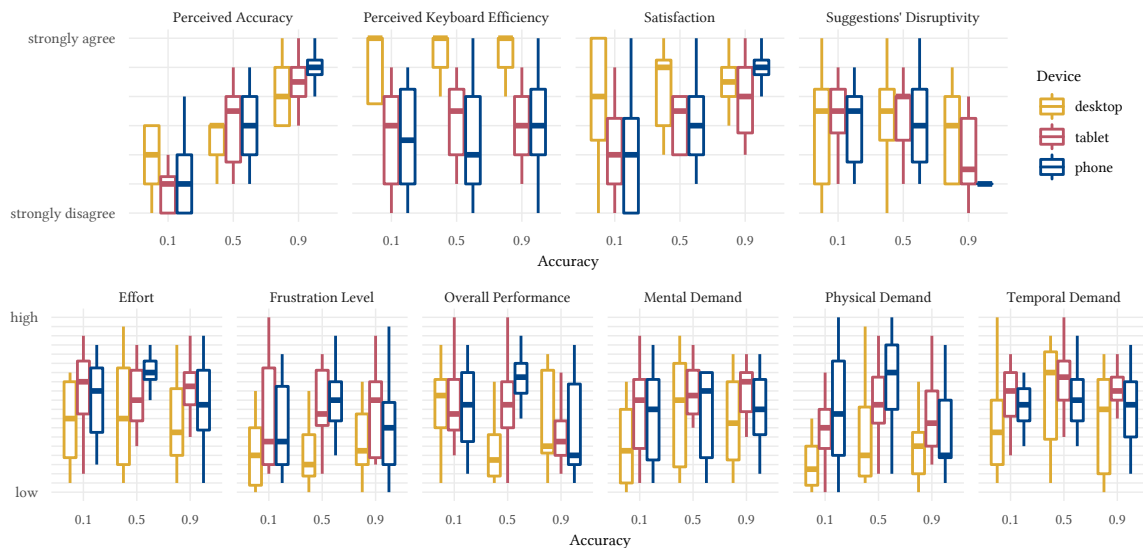 Perceived Accuracy Perceived Keyboard Efficiency Satisfaction Suggestions' Disruptivity
strongly agree
strongly disagree
0.1 0.5 0.9 0.1 0.5 0.9 0.1 0.5 0.9 0.1 0.5 0.9
Accuracy
Device
desktop
tablet
phone
Effort Frustration Level Overall Performance Mental Demand Physical Demand Temporal Demand
high
low
0.1 0.5 0.9 0.1 0.5 0.9 0.1 0.5 0.9 0.1 0.5 0.9 0.1 0.5 0.9 0.1 0.5 0.9
Accuracy